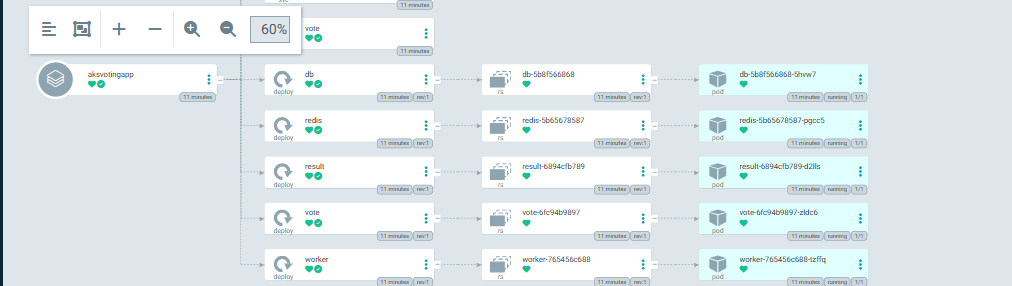 svc
11 minutes
60%
vote
11 minutes
aksvotingapp
11 minutes
db
deploy
11 minutes rev:1
db-5b8f566868
rs
11 minutes rev:1
db-5b8f566868-5hvw7
pod
11 minutes running 1/1
redis
deploy
11 minutes rev:1
redis-5b65678587
rs
11 minutes rev:1
redis-5b65678587-pgcc5
pod
11 minutes running 1/1
result
deploy
11 minutes rev:1
result-6894cfb789
rs
11 minutes rev:1
result-6894cfb789-d2lls
pod
11 minutes running 1/1
vote
deploy
11 minutes rev:1
vote-6fc94b9897
rs
11 minutes rev:1
vote-6fc94b9897-zldc6
pod
11 minutes running 1/1
worker
deploy
11 minutes rev:1
worker-765456c688
rs
11 minutes rev:1
worker-765456c688-tzffq
pod
11 minutes running 1/1